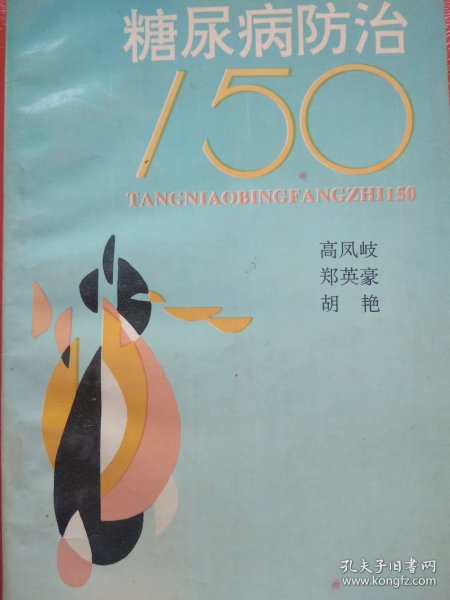 糖尿病防治
150
TANGNIAOBINGFANGZHI150
高凤岐
郑英豪
胡 艳
孔夫子旧书网
www.kongfz.com